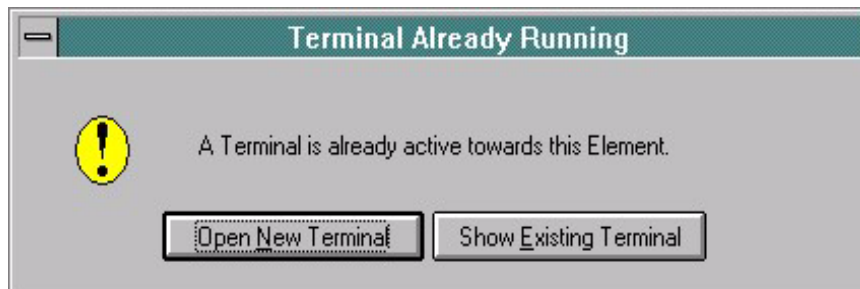 Terminal Already Running
A Terminal is already active towards this Element.
Open New Terminal Show Existing Terminal